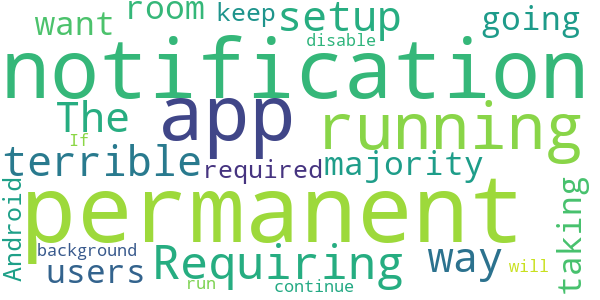 want room keep setup going
disable
notification
The app running
If
terrible required majority
Android permanent taking
background users Requiring way will
run continue